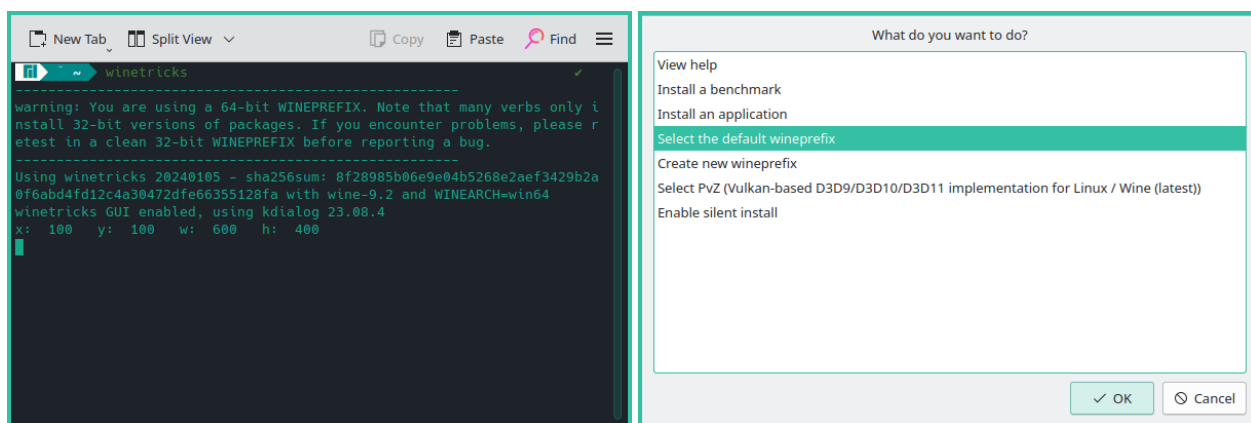 New Tab Split View Copy Paste Find
~ winetricks ✔
-----------------------------------------------------
warning: You are using a 64-bit WINEPREFIX. Note that many verbs only i
nstall 32-bit versions of packages. If you encounter problems, please r
etest in a clean 32-bit WINEPREFIX before reporting a bug.
-----------------------------------------------------
Using winetricks 20240105 - sha256sum: 8f28985b06e9e04b5268e2aef3429b2a
0f6abd4fd12c4a30472dfe66355128fa with wine-9.2 and WINEARCH=win64
winetricks GUI enabled, using kdialog 23.08.4
x: 100 y: 100 w: 600 h: 400
What do you want to do?
View help
Install a benchmark
Install an application
Select the default wineprefix
Create new wineprefix
Select PvZ (Vulkan-based D3D9/D3D10/D3D11 implementation for Linux / Wine (latest))
Enable silent install
OK Cancel